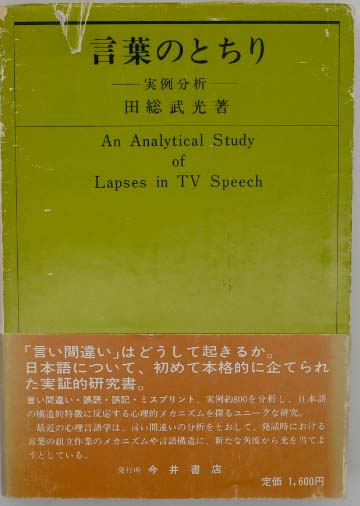 言葉のとちり
―実例分析―
田総武光著
An Analytical Study
of
Lapses in TV Speech
「言い間違い」はどうして起きるか。
日本語について、初めて本格的に企てられ
た実証的研究書。
言い間違い・誤読・誤記・ミスプリント、実例約800を分析し、日本語
の構造的特徴に反応する心理的メカニズムを探るユニークな研究。
最近の心理言語学は、言い間違いの分析をとおして、発話時における
言葉の組立作業のメカニズムや言語構造に、新たな角度から光を当てよ
うとしている。
発行所 今井書店
定価 1,600円